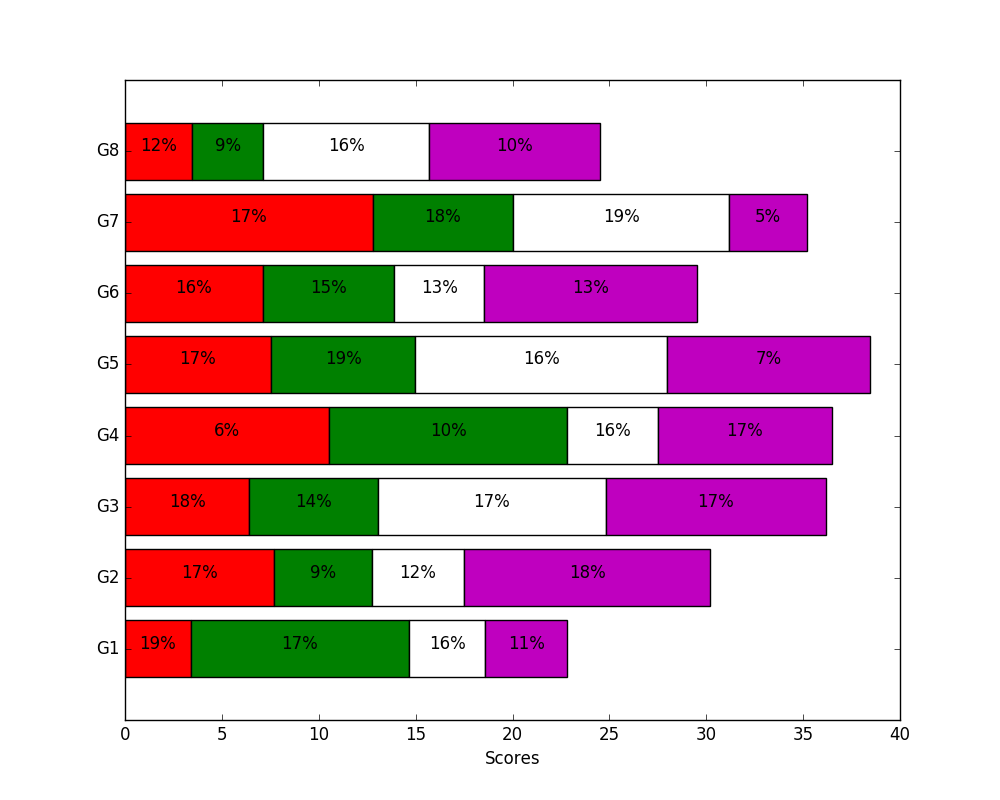 G8 12% 9% 16% 10%
G7 17% 18% 19% 5%
G6 16% 15% 13% 13%
G5 17% 19% 16% 7%
G4 6% 10% 16% 17%
G3 18% 14% 17% 17%
G2 17% 9% 12% 18%
G1 19% 17% 16% 11%
0 5 10 15 20 25 30 35 40
Scores